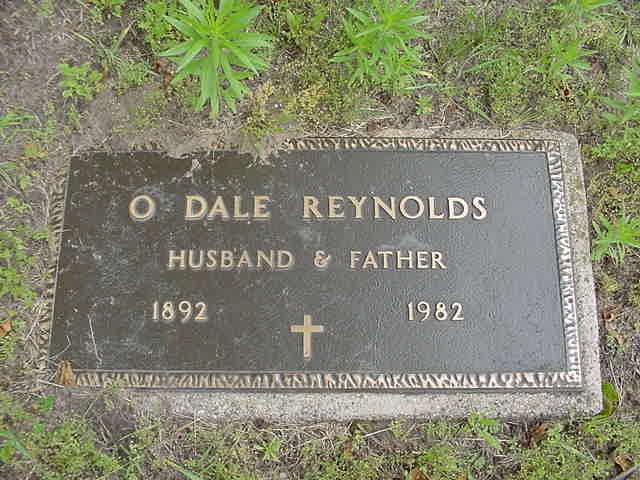 O DALE REYNOLDS
HUSBAND & FATHER
1892 1982